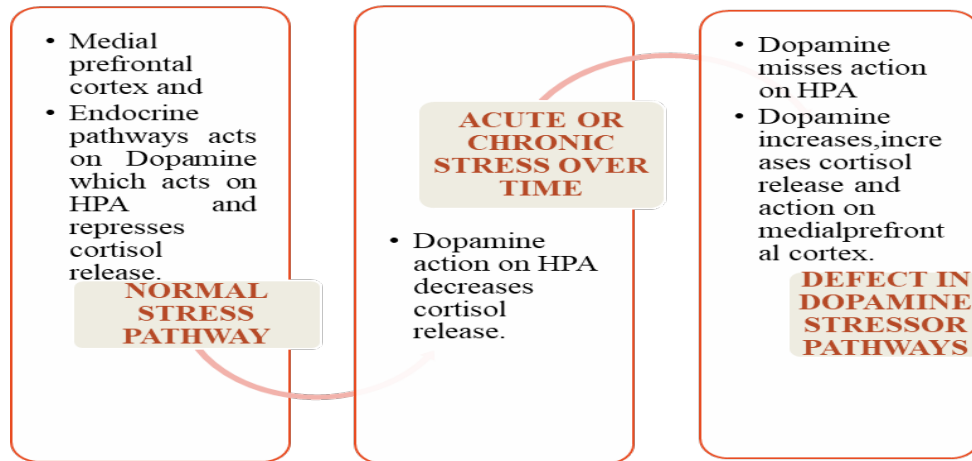 • Medial
prefrontal
cortex and
• Endocrine
pathways acts
on Dopamine
which acts on
HPA and
represses
cortisol
release.
NORMAL
STRESS
PATHWAY
ACUTE OR
CHRONIC
STRESS OVER
TIME
• Dopamine
action on HPA
decreases
cortisol
release.
• Dopamine
misses action
on HPA
• Dopamine
increases,incre
ases cortisol
release and
action on
medialprefront
al cortex.
DEFECT IN
DOPAMINE
STRESSOR
PATHWAYS